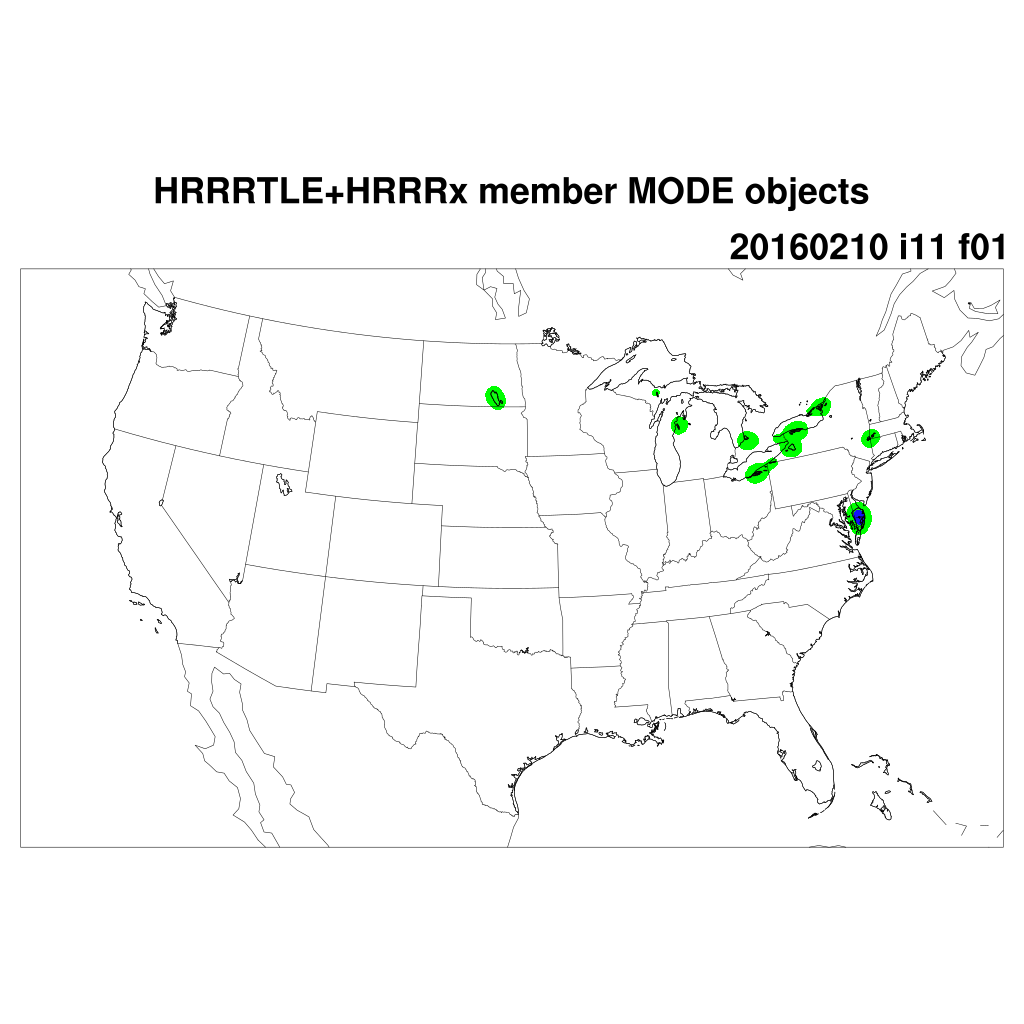 HRRRTLE+HRRRx member MODE objects
20160210 i11 f01